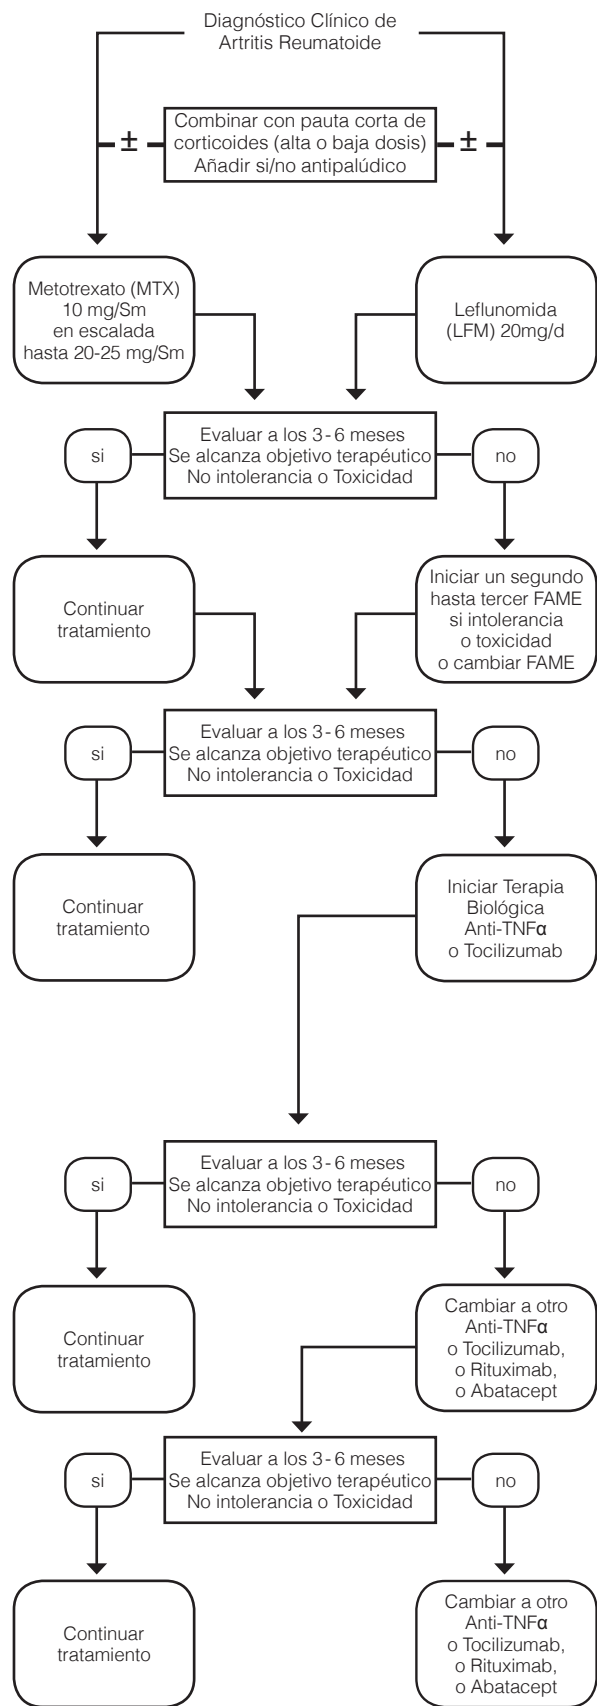 Diagnóstico Clínico de
Artritis Reumatoide
Combinar con pauta corta de
corticoides (alta o baja dosis)
Añadir si/no antipalúdico
±
±
Metotrexato (MTX)
10 mg/Sm
en escalada
hasta 20-25 mg/Sm
Leflunomida
(LFM) 20mg/d
Evaluar a los 3-6 meses
Se alcanza objetivo terapéutico
No intolerancia o Toxicidad
si
no
Continuar
tratamiento
Iniciar un segundo
hasta tercer FAME
si intolerancia
o toxicidad
o cambiar FAME
Evaluar a los 3-6 meses
Se alcanza objetivo terapéutico
No intolerancia o Toxicidad
si
no
Continuar
tratamiento
Iniciar Terapia
Biológica
Anti-TNFα
o Tocilizumab
Evaluar a los 3-6 meses
Se alcanza objetivo terapéutico
No intolerancia o Toxicidad
si
no
Continuar
tratamiento
Cambiar a otro
Anti-TNFα
o Tocilizumab,
o Rituximab,
o Abatacept
Evaluar a los 3-6 meses
Se alcanza objetivo terapéutico
No intolerancia o Toxicidad
si
no
Continuar
tratamiento
Cambiar a otro
Anti-TNFα
o Tocilizumab,
o Rituximab,
o Abatacept